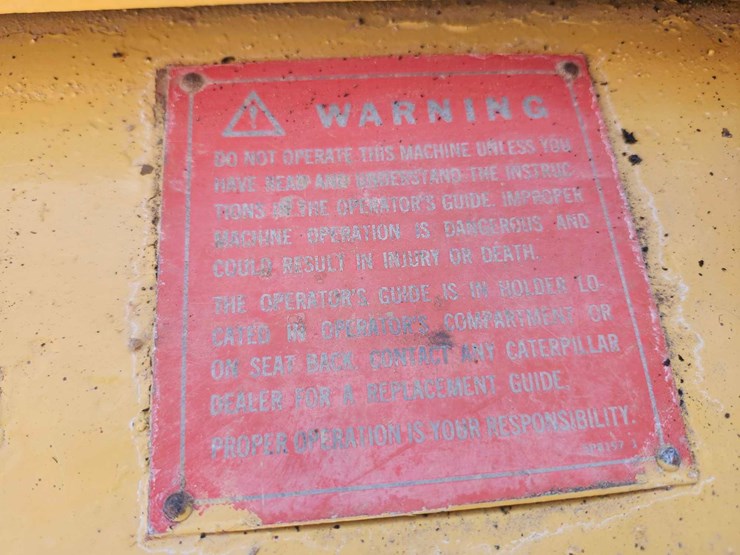 WARNING
DO NOT OPERATE THIS MACHINE UNLESS YOU
HAVE READ AND UNDERSTAND THE INSTRUC-
TIONS IN THE OPERATOR'S GUIDE. IMPROPER
MACHINE OPERATION IS DANGEROUS AND
COULD RESULT IN INJURY OR DEATH.
THE OPERATOR'S GUIDE IS IN HOLDER LO-
CATED IN OPERATOR'S COMPARTMENT OR
ON SEAT BACK. CONTACT ANY CATERPILLAR
DEALER FOR A REPLACEMENT GUIDE.
PROPER OPERATION IS YOUR RESPONSIBILITY.